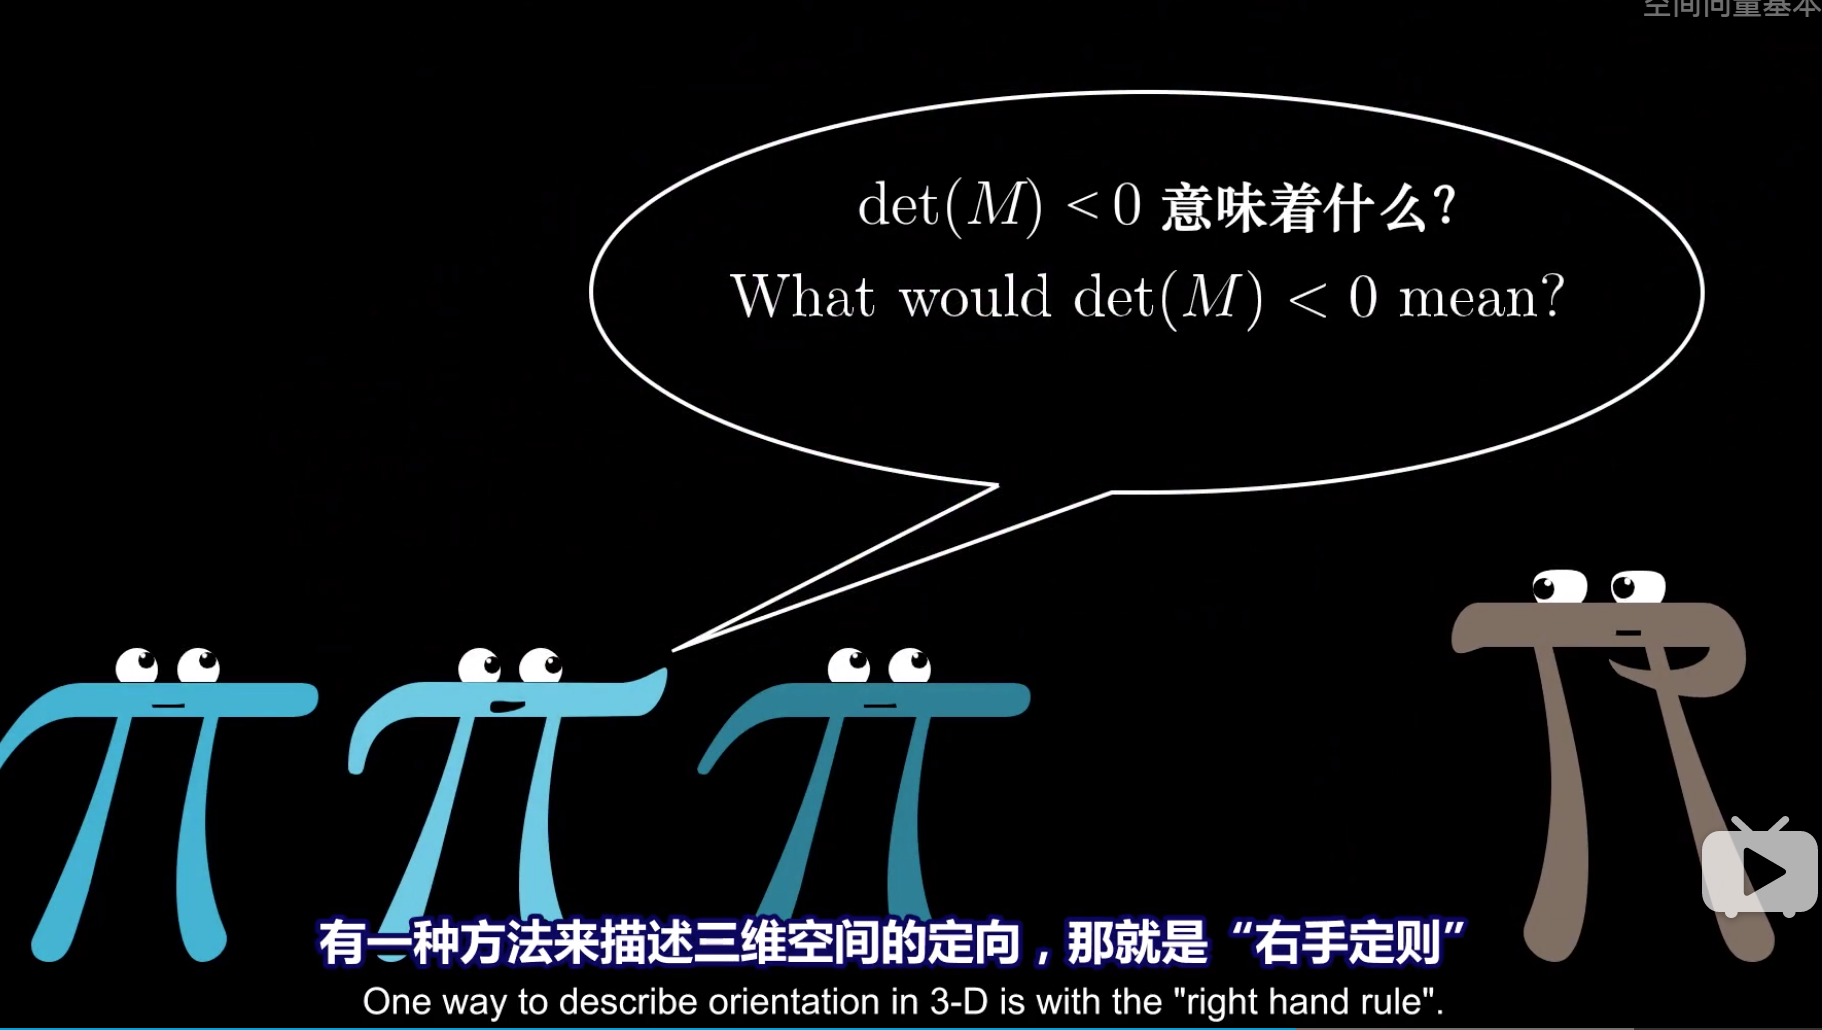 空间向量基本
det(M) < 0 意味着什么？
What would det(M) < 0 mean?
有一种方法来描述三维空间的定向，那就是“右手定则”
One way to describe orientation in 3-D is with the "right hand rule".